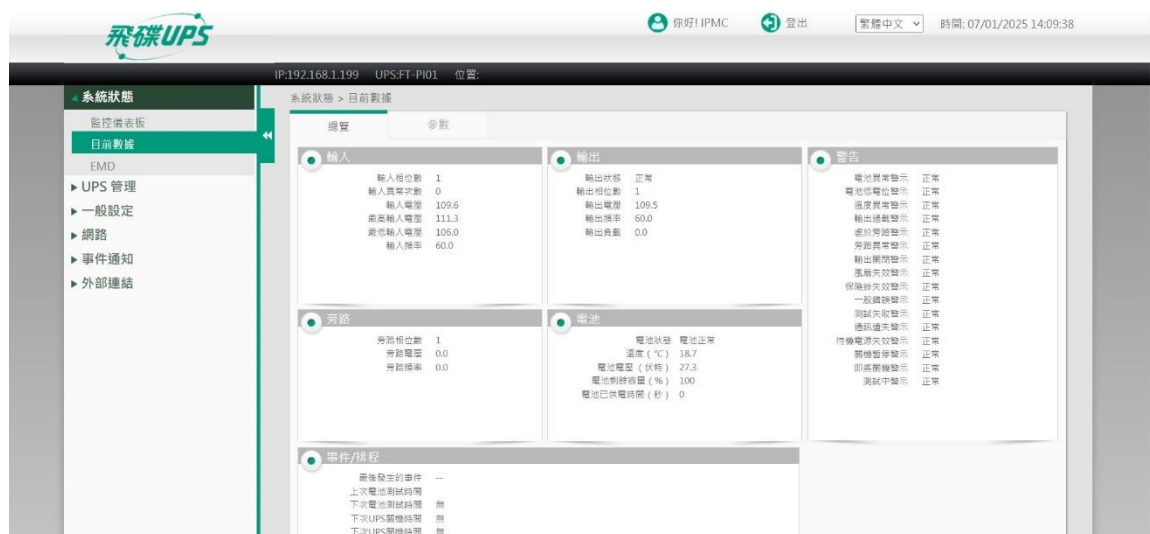 飛碟UPS
你好! IPMC
登出
繁體中文
時間: 07/01/2025 14:09:38
IP:192.168.1.199 UPS:FT-PI01 位置:
系統狀態
監控儀表板
目前數據
EMD
UPS 管理
一般設定
網路
事件通知
外部連結
系統狀態 > 目前數據
總覽
參數
輸入
輸入相位數 1
輸入異常次數 0
輸入電壓 109.6
最高輸入電壓 111.3
最低輸入電壓 106.0
輸入頻率 60.0
輸出
輸出狀態 正常
輸出相位數 1
輸出電壓 109.5
輸出頻率 60.0
輸出負載 0.0
警告
電池異常警示 正常
電池低電位警示 正常
溫度異常警示 正常
輸出過載警示 正常
處於旁路警示 正常
旁路異常警示 正常
輸出關閉警示 正常
風扇失效警示 正常
保險絲失效警示 正常
一般錯誤警示 正常
測試失敗警示 正常
通訊遺失警示 正常
待機電源失效警示 正常
關機暫停警示 正常
即將關機警示 正常
測試中警示 正常
旁路
旁路相位數 1
旁路電壓 0.0
旁路頻率 0.0
電池
電池狀態 電池正常
溫度 ( ℃ ) 18.7
電池電壓 ( 伏特 ) 27.3
電池剩餘容量 ( % ) 100
電池已供電時間 ( 秒 ) 0
事件/排程
最後發生的事件 --
上次電池測試時間
下次電池測試時間 無
下次UPS關機時間 無
下次UPS開機時間 無